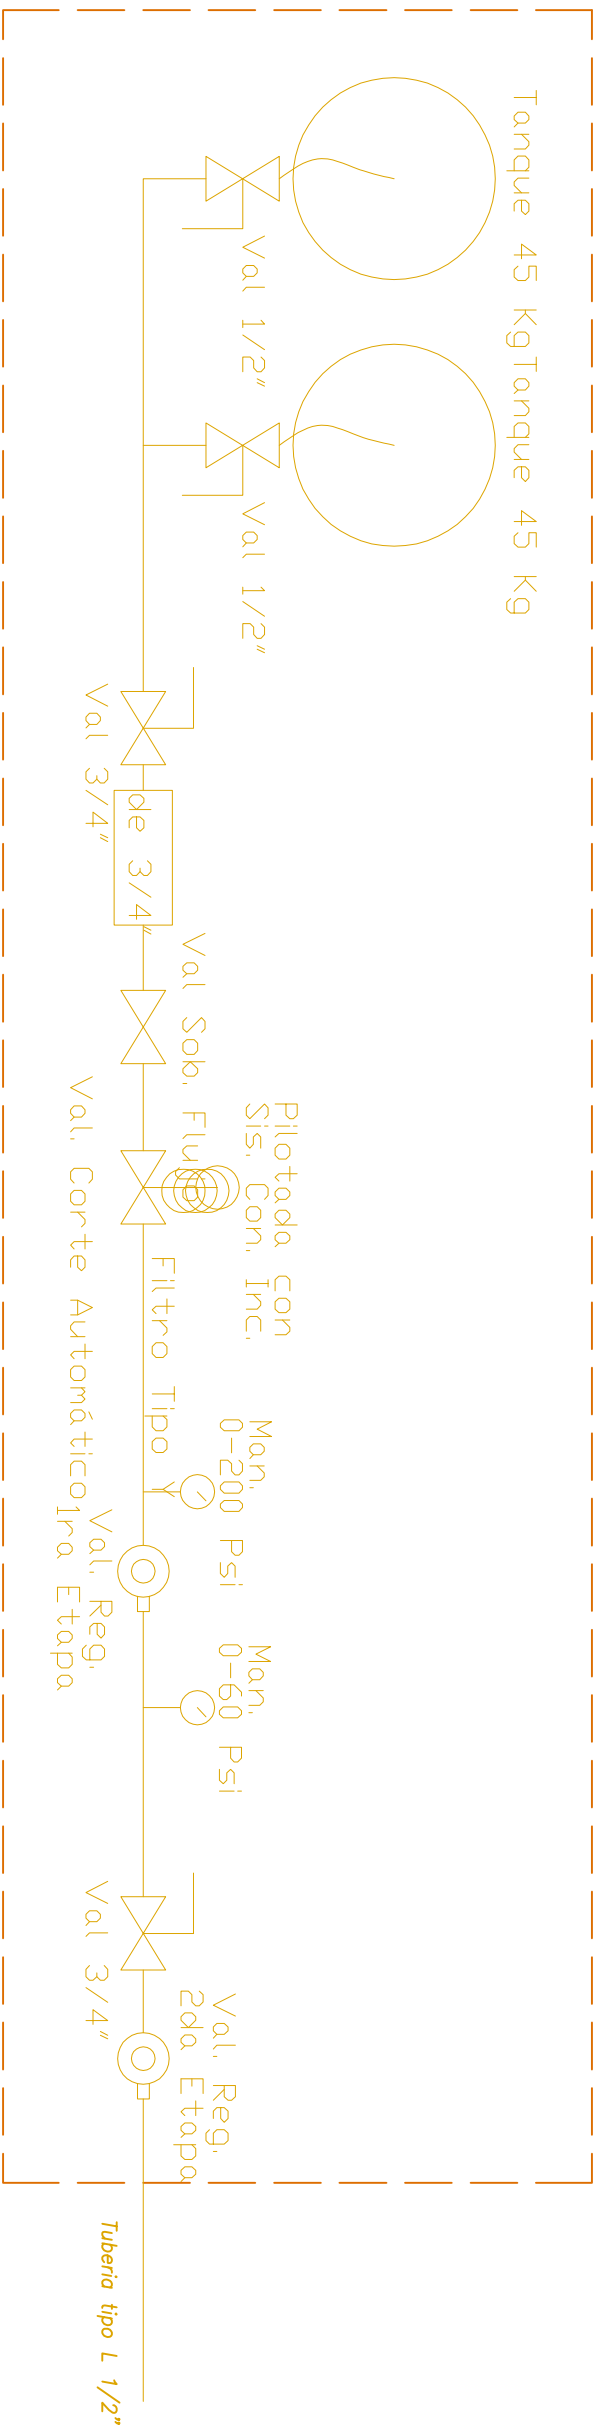 Tanque 45 Kg
Tanque 45 Kg
Val 1/2"
Val 1/2"
Val 3/4"
de 3/4"
Val Sob. Flujo
Pilotada con
Sis. Con. Inc.
Val. Corte Automático
Filtro Tipo Y
Man.
0-200 Psi
Val. Reg.
1ra Etapa
Man.
0-60 Psi
Val 3/4"
Val. Reg.
2da Etapa
Tuberia tipo L 1/2"